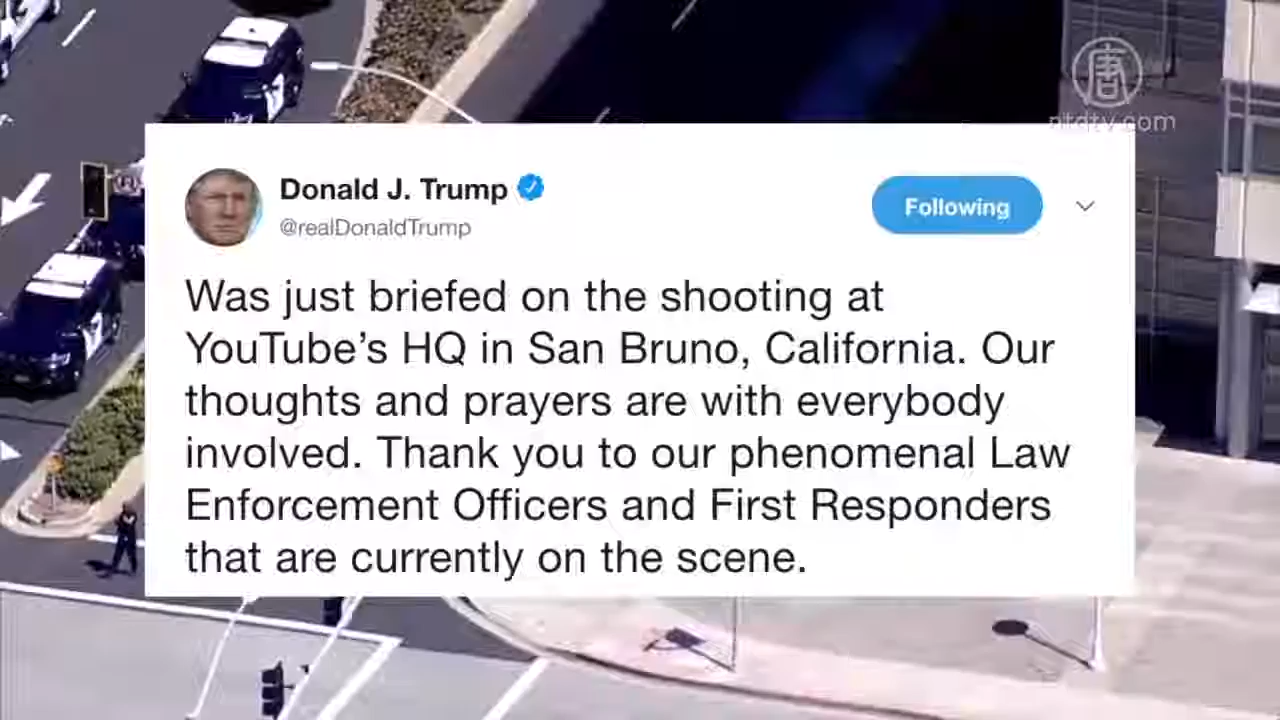 唐
ntdtv.com
Donald J. Trump
@realDonaldTrump
Following
Was just briefed on the shooting at
YouTube’s HQ in San Bruno, California. Our
thoughts and prayers are with everybody
involved. Thank you to our phenomenal Law
Enforcement Officers and First Responders
that are currently on the scene.